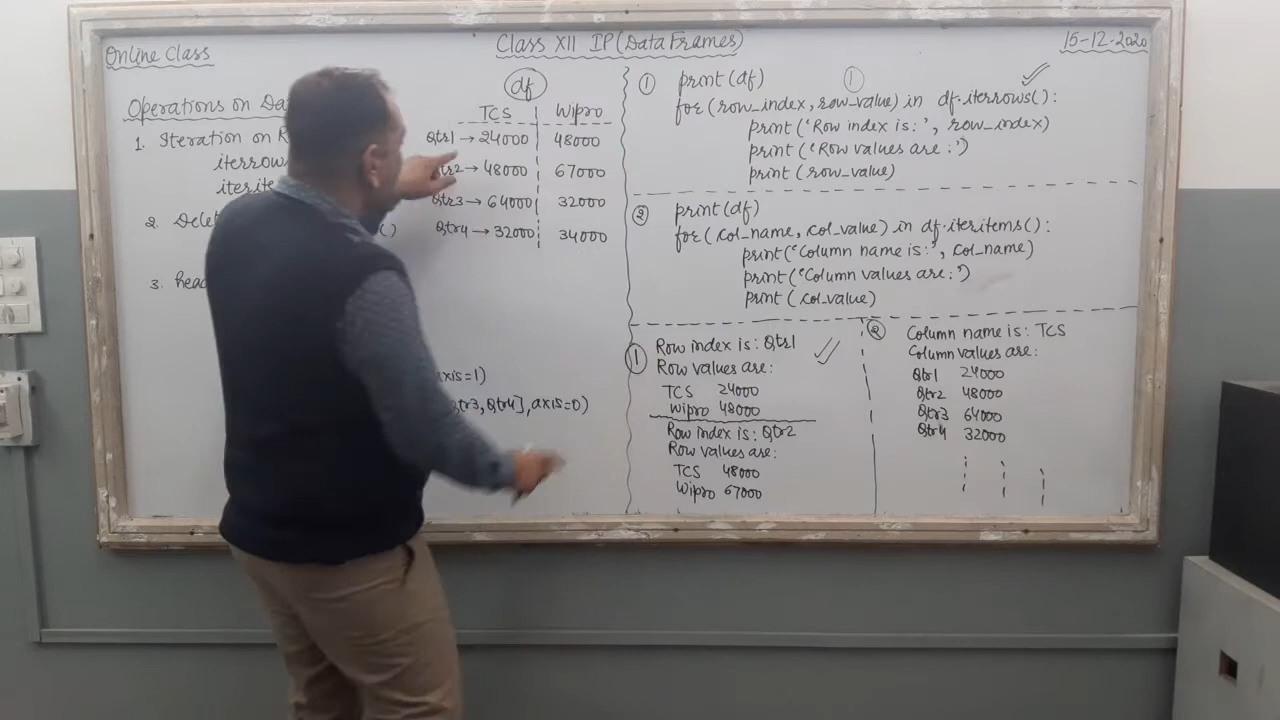 Online Class
Class XII IP (DataFrames)
15-12-2020
Operations on Da
1. Iteration on R
iterrow
iterite
2. Delet
()
3. head
axis=1)
Qtr3, Qtr4], axis=0)
df
TCS Wipro
Qtr1 → 24000 48000
Qtr2 → 48000 67000
Qtr3 → 64000 32000
Qtr4 → 32000 34000
① print (df) ①
for (row_index, row_value) in df.iterrows():
print ('Row index is:', row_index)
print ('Row values are:')
print (row_value)
② print (df)
for (col_name, col_value) in df.iteritems():
print ('Column name is:', col_name)
print ('Column values are:')
print (col_value)
① Row index is: Qtr1
Row values are:
TCS 24000
Wipro 48000
Row index is: Qtr2
Row values are:
TCS 48000
Wipro 67000
② Column name is: TCS
Column values are:
Qtr1 24000
Qtr2 48000
Qtr3 64000
Qtr4 32000